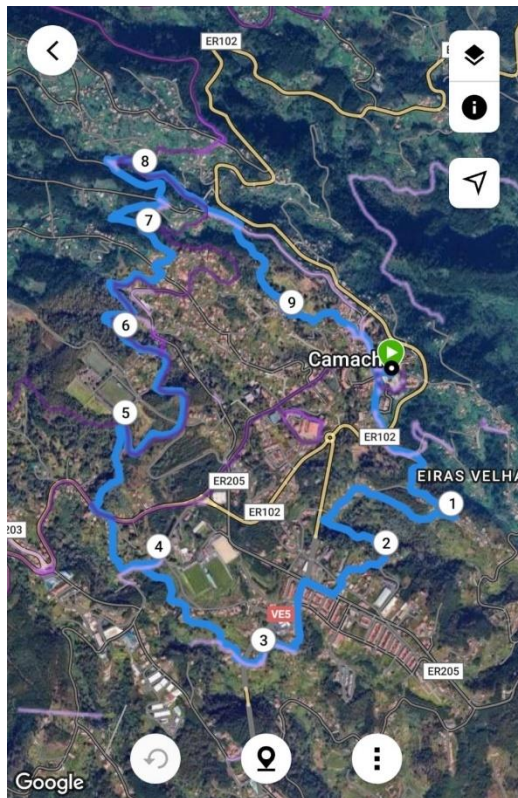 ER102
8
7
9
6
Camach
5
ER102
EIRAS VELHA
ER205
1
ER102
203
2
4
VE5
3
ER205
Google